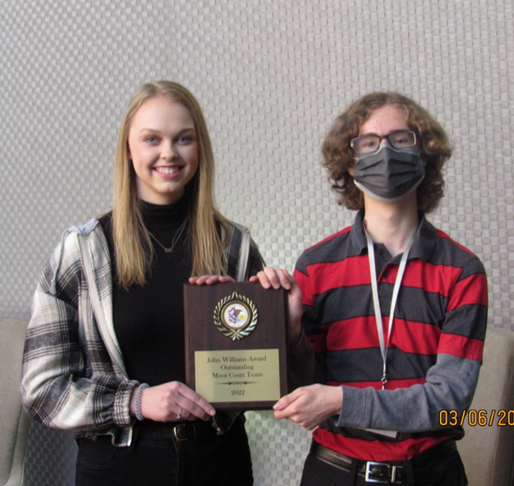 John Williams Award
Outstanding
Moot Court Team
2022
03/06/20